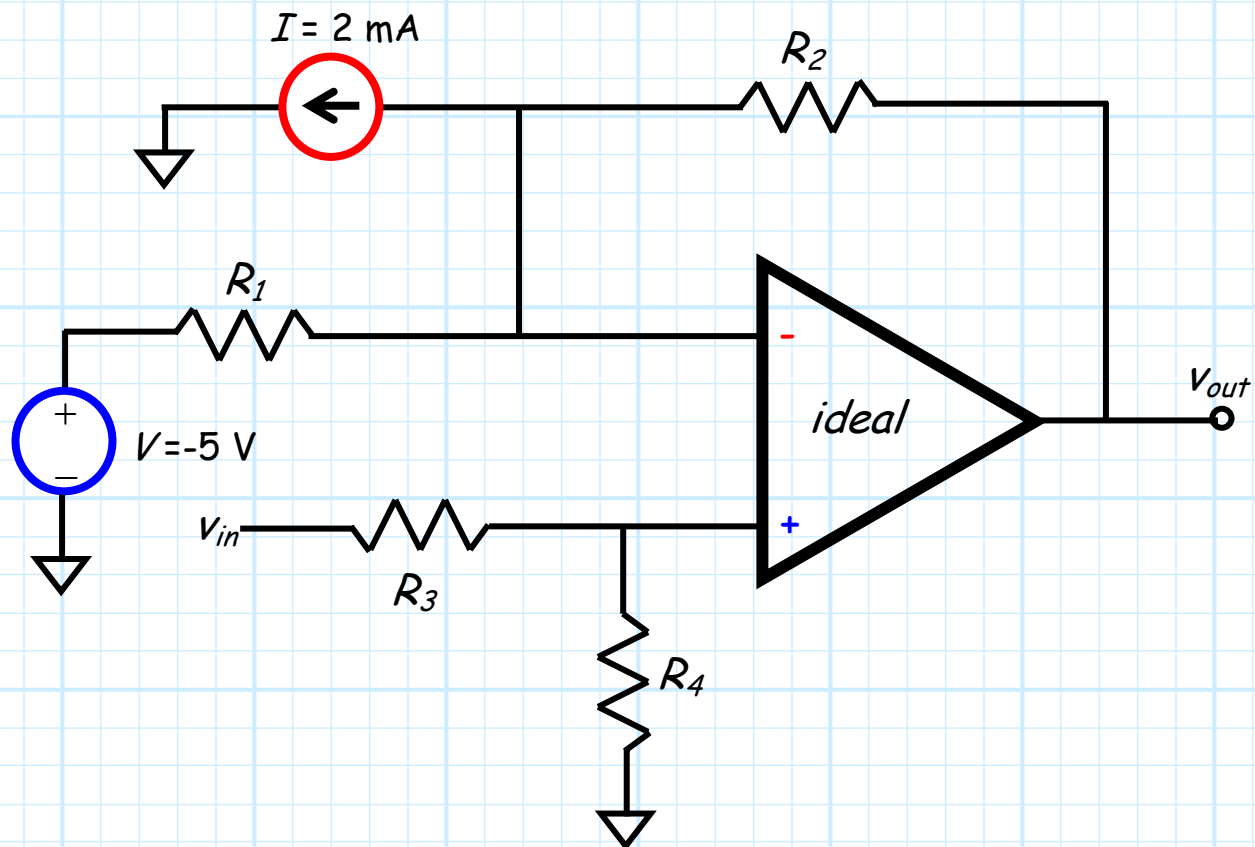 I = 2 mA
R2
R1
-
vout
+
ideal
V=-5 V
–
vin
+
R3
R4